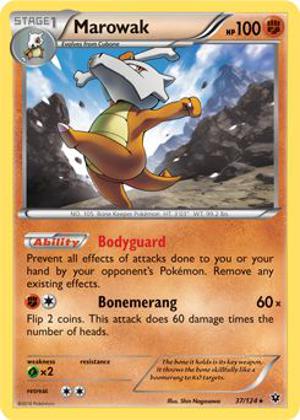 STAGE1
Marowak
HP100
Evolves from Cubone
NO. 105 Bone Keeper Pokémon HT: 3'03" WT: 99.2 lbs.
Ability Bodyguard
Prevent all effects of attacks done to you or your
hand by your opponent's Pokémon. Remove any
existing effects.
Bonemerang 60×
Flip 2 coins. This attack does 60 damage times the
number of heads.
weakness resistance
×2
retreat
The bone it holds is its key weapon.
It throws the bone skillfully like a
boomerang to KO targets.
Illus. Shin Nagasawa
37/124
©2016 Pokémon